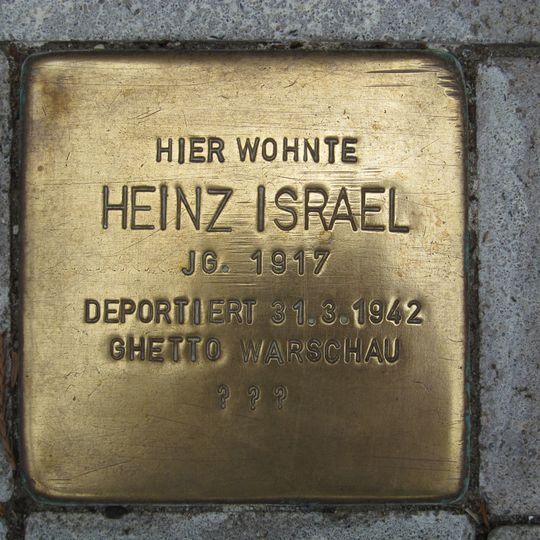 HIER WOHNTE
HEINZ ISRAEL
JG. 1917
DEPORTIERT 31.3.1942
GHETTO WARSCHAU
? ? ?